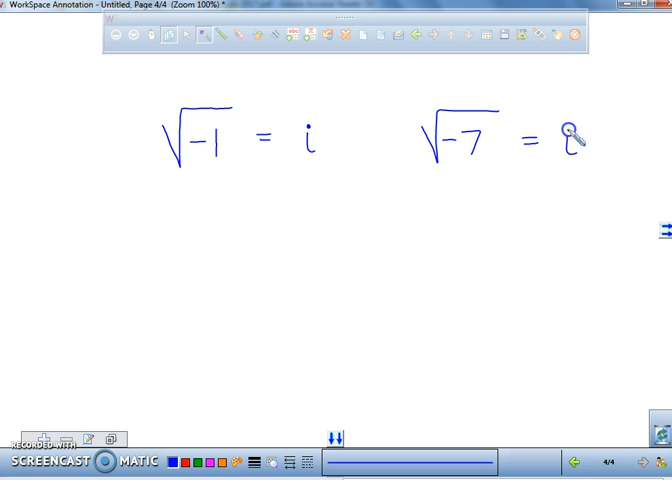 WorkSpace Annotation - Untitled, Page 4/4 (Zoom 100%) *
√-1 = i √-7 = i
RECORDED WITH
SCREENCAST MATIC
4/4